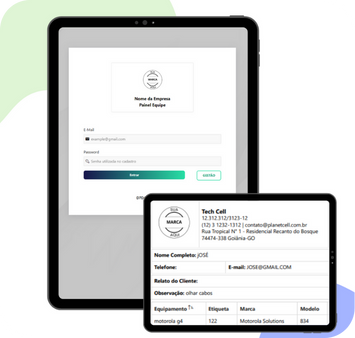 SUA
MARCA
AQUI
Nome da Empresa
Painel Equipe
E-Mail
example@gmail.com
Password
Senha utilizada no cadastro
Entrar
GESTÃO
SUA
MARCA
AQUI
Tech Cell
12.312.312/3123-12
(12) 3 1232-1312 | contato@planetcell.com.br
Rua Tropical N° 1 - Residencial Recanto do Bosque
74474-338 Goiânia-GO
Nome Completo: jOSÉ
Telefone:
E-mail: JOSE@GMAIL.COM
Relato do Cliente:
Observação: olhar cabos
Equipamento Etiqueta Marca Modelo
motorola g4 122 Motorola Solutions 834